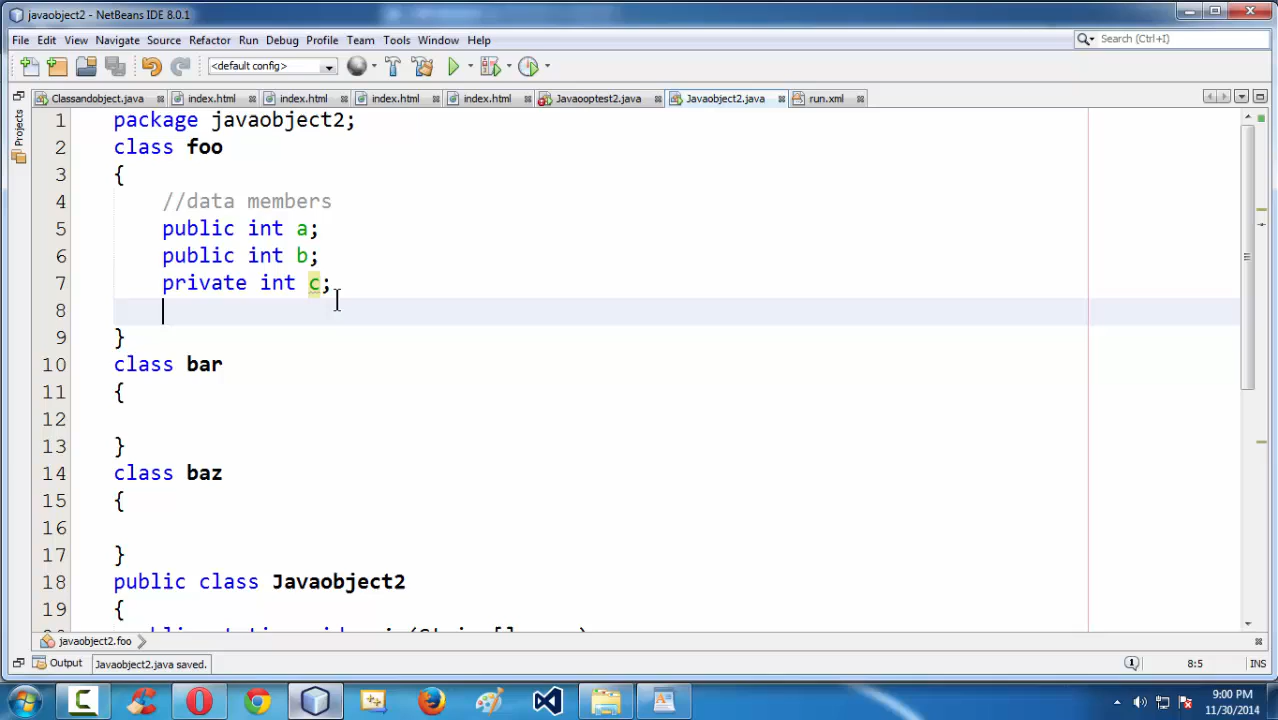 javaobject2 - NetBeans IDE 8.0.1
File Edit View Navigate Source Refactor Run Debug Profile Team Tools Window Help
Search (Ctrl+I)
<default config>
Classandobject.java index.html index.html index.html index.html Javaooptest2.java Javaobject2.java run.xml
Projects
1 package javaobject2;
2 class foo
3 {
4 //data members
5 public int a;
6 public int b;
7 private int c;
8
9 }
10 class bar
11 {
12
13 }
14 class baz
15 {
16
17 }
18 public class Javaobject2
19 {
javaobject2.foo
Output Javaobject2.java saved. 1 8:5 INS
9:00 PM
11/30/2014